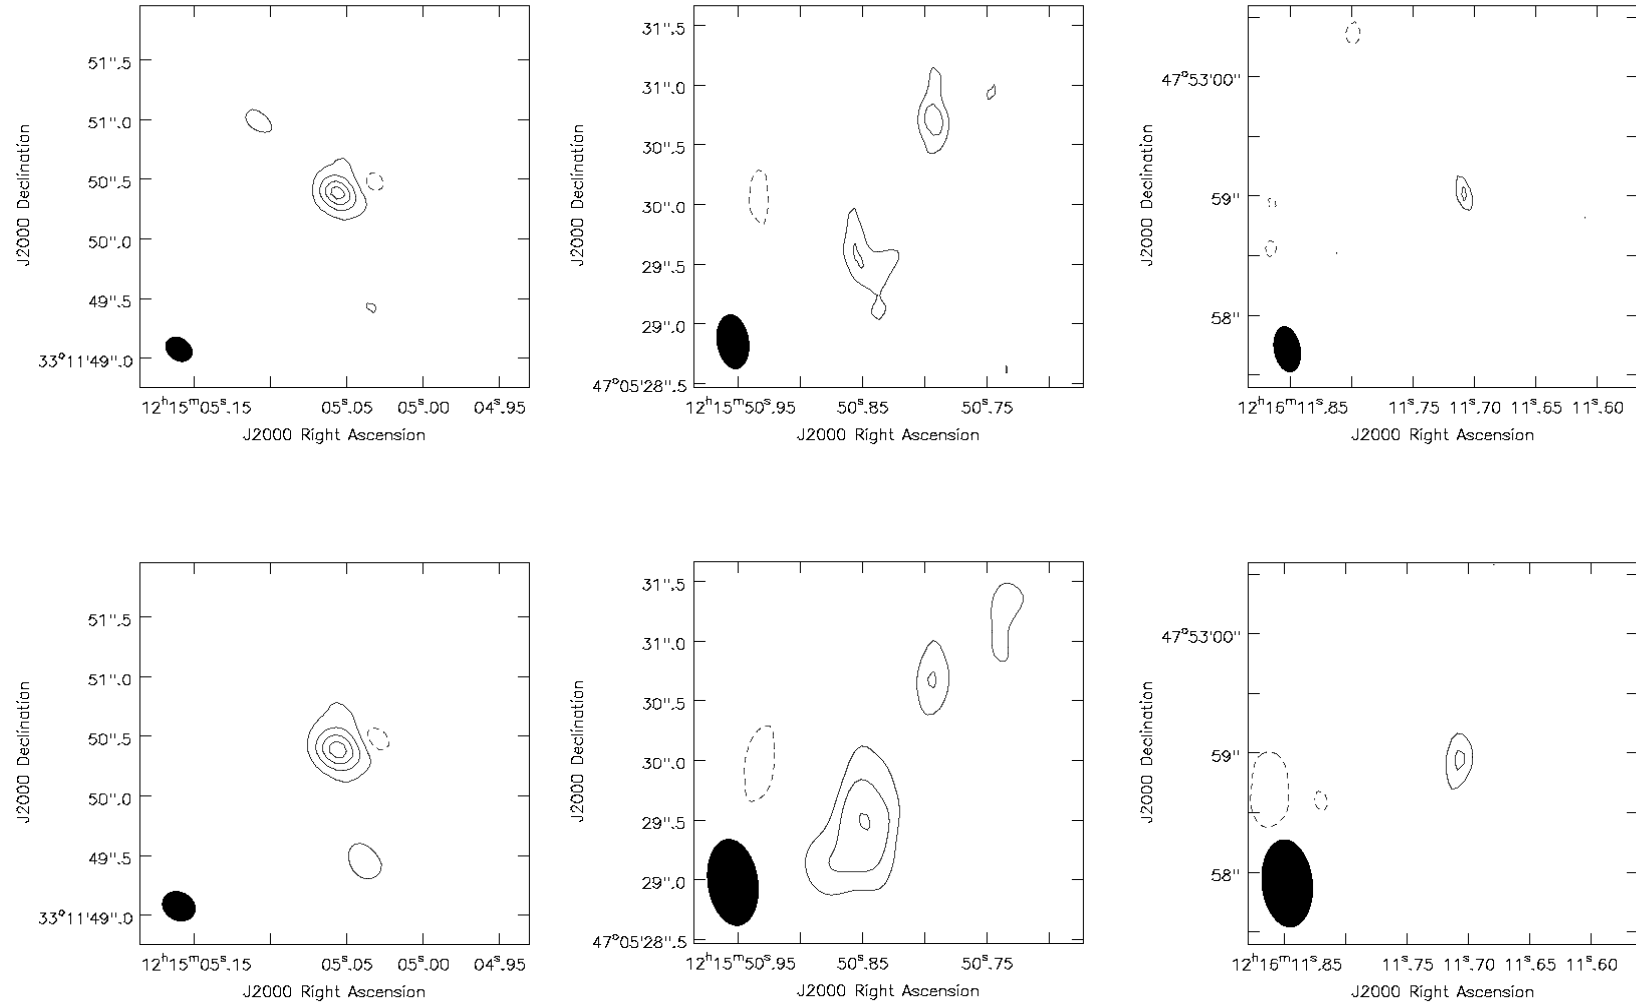 J2000 Declination
51".5
51".0
50".5
50".0
49".5
33°11'49".0
12ʰ15ᵐ05ˢ.15 05ˢ.05 05ˢ.00 04ˢ.95
J2000 Right Ascension
J2000 Declination
31".5
31".0
30".5
30".0
29".5
29".0
47°05'28".5
12ʰ15ᵐ50ˢ.95 50ˢ.85 50ˢ.75
J2000 Right Ascension
J2000 Declination
47°53'00"
59"
58"
12ʰ16ᵐ11ˢ.85 11ˢ.75 11ˢ.70 11ˢ.65 11ˢ.60
J2000 Right Ascension
J2000 Declination
51".5
51".0
50".5
50".0
49".5
33°11'49".0
12ʰ15ᵐ05ˢ.15 05ˢ.05 05ˢ.00 04ˢ.95
J2000 Right Ascension
J2000 Declination
31".5
31".0
30".5
30".0
29".5
29".0
47°05'28".5
12ʰ15ᵐ50ˢ.95 50ˢ.85 50ˢ.75
J2000 Right Ascension
J2000 Declination
47°53'00"
59"
58"
12ʰ16ᵐ11ˢ.85 11ˢ.75 11ˢ.70 11ˢ.65 11ˢ.60
J2000 Right Ascension